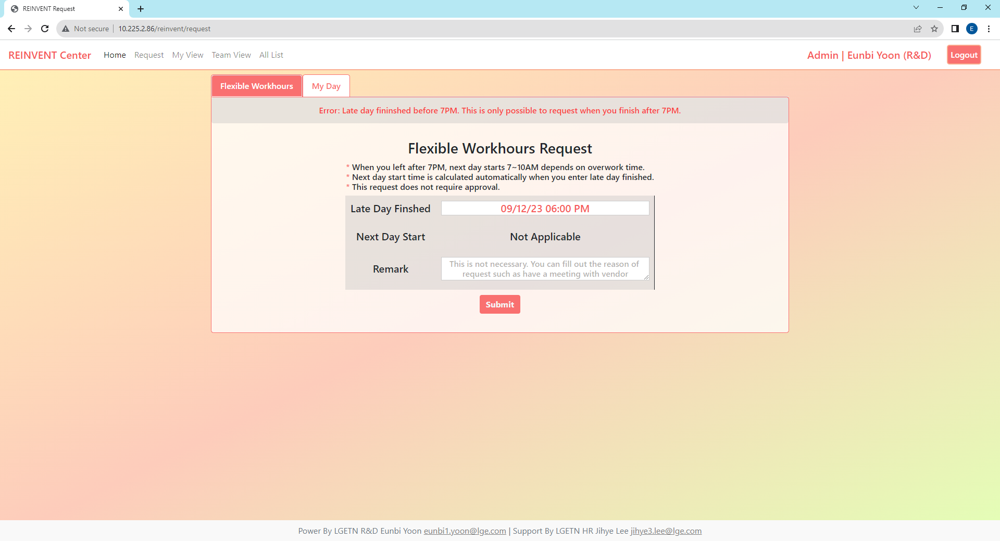 REINVENT Request
Not secure | 10.225.2.86/reinvent/request
E
REINVENT Center Home Request My View Team View All List Admin | Eunbi Yoon (R&D) Logout
Flexible Workhours My Day
Error: Late day fininshed before 7PM. This is only possible to request when you finish after 7PM.
Flexible Workhours Request
* When you left after 7PM, next day starts 7~10AM depends on overwork time.
* Next day start time is calculated automatically when you enter late day finished.
* This request does not require approval.
Late Day Finshed 09/12/23 06:00 PM
Next Day Start Not Applicable
Remark This is not necessary. You can fill out the reason of
request such as have a meeting with vendor
Submit
Power By LGETN R&D Eunbi Yoon eunbi1.yoon@lge.com | Support By LGETN HR Jihye Lee jihye3.lee@lge.com